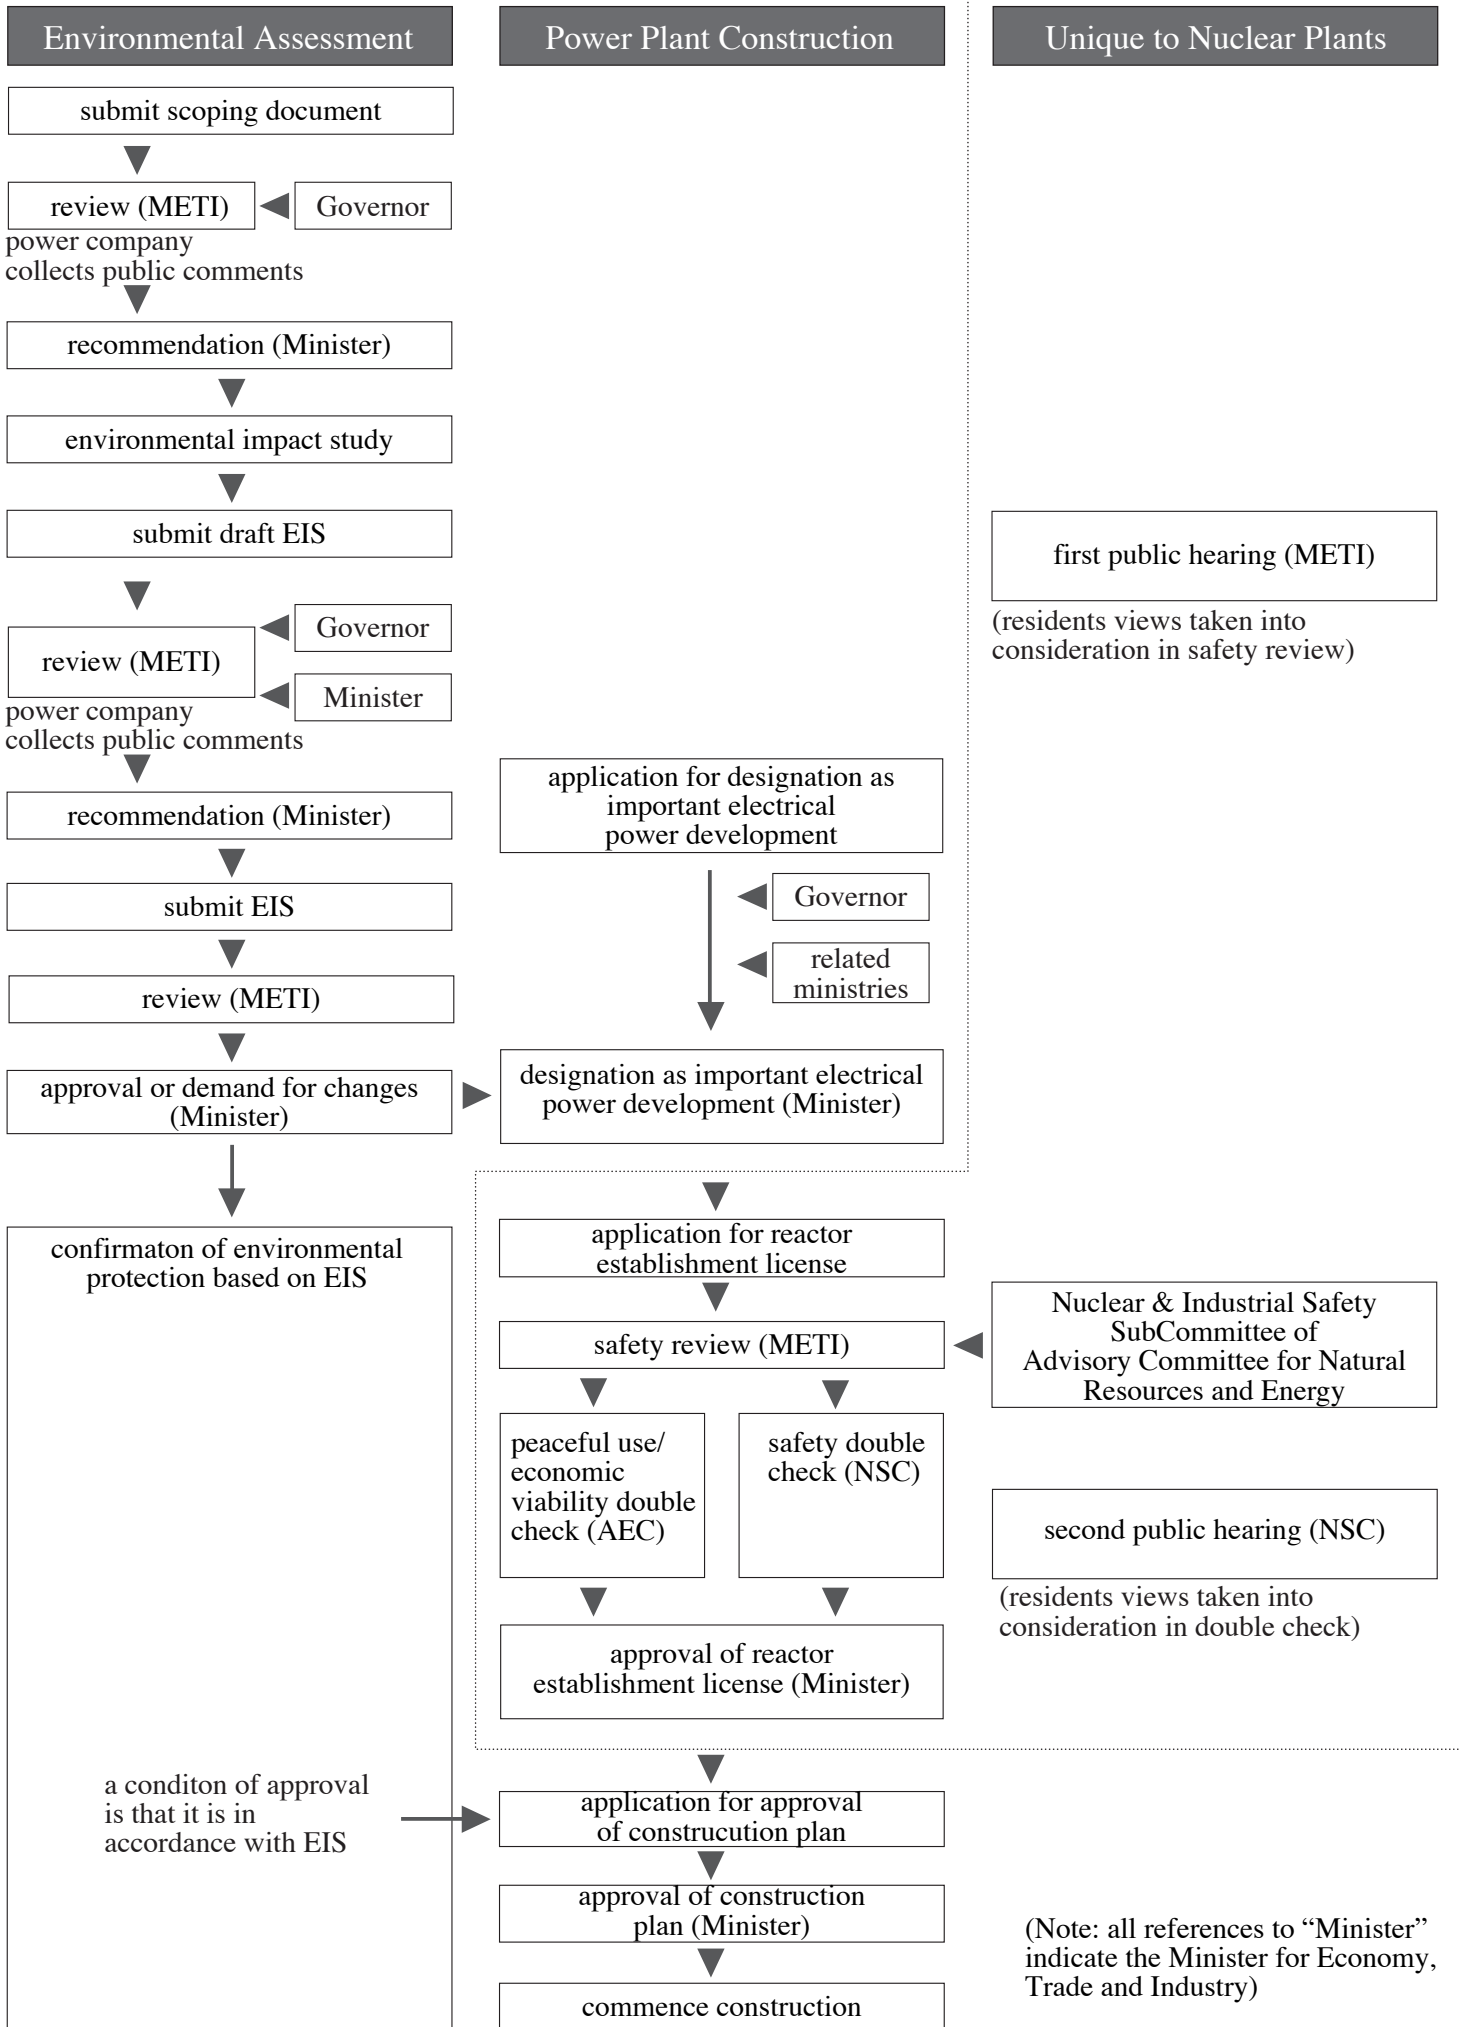 Environmental Assessment
Power Plant Construction
Unique to Nuclear Plants
submit scoping document
review (METI)
Governor
power company
collects public comments
recommendation (Minister)
environmental impact study
submit draft EIS
first public hearing (METI)
(residents views taken into
consideration in safety review)
Governor
review (METI)
Minister
power company
collects public comments
recommendation (Minister)
application for designation as
important electrical
power development
Governor
submit EIS
related
ministries
review (METI)
approval or demand for changes
(Minister)
designation as important electrical
power development (Minister)
confirmaton of environmental
protection based on EIS
application for reactor
establishment license
safety review (METI)
Nuclear & Industrial Safety
SubCommittee of
Advisory Committee for Natural
Resources and Energy
peaceful use/
economic
viability double
check (AEC)
safety double
check (NSC)
second public hearing (NSC)
(residents views taken into
consideration in double check)
approval of reactor
establishment license (Minister)
a conditon of approval
is that it is in
accordance with EIS
application for approval
of construcution plan
approval of construction
plan (Minister)
commence construction
(Note: all references to “Minister”
indicate the Minister for Economy,
Trade and Industry)